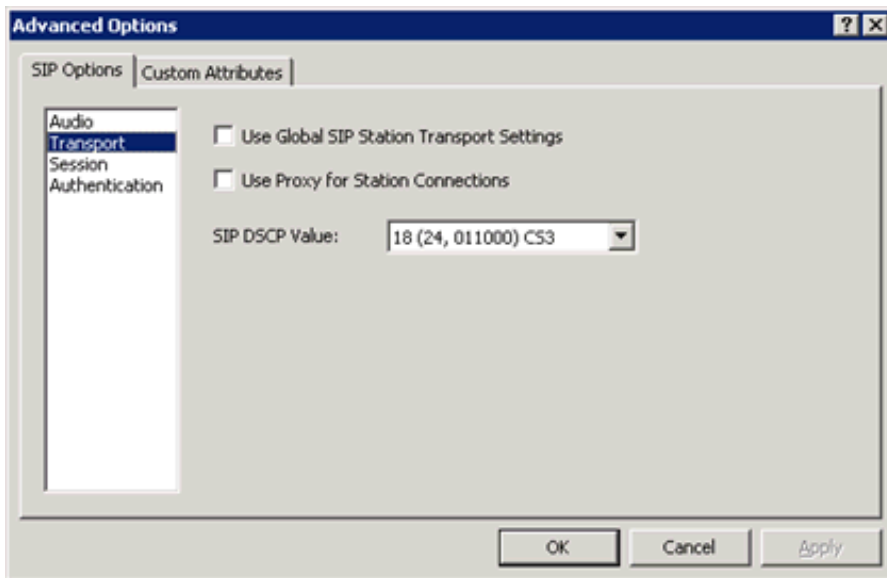 Advanced Options
SIP Options
Custom Attributes
Audio
Transport
Session
Authentication
Use Global SIP Station Transport Settings
Use Proxy for Station Connections
SIP DSCP Value:
18 (24, 011000) CS3
OK
Cancel
Apply